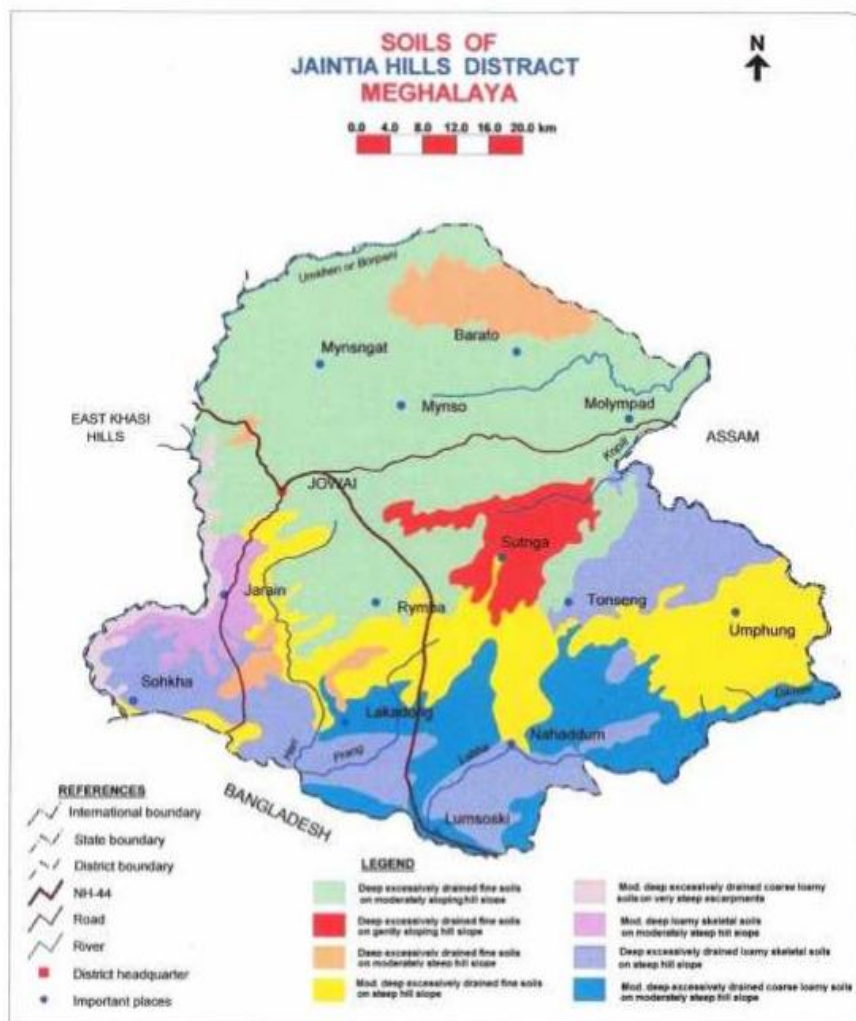 SOILS OF
JAINTIA HILLS DISTRACT
MEGHALAYA
N
0.0 4.0 8.0 12.0 16.0 20.0 km
Umkhen or Borpani
Mynsngat
Barato
Mynso
Molympad
EAST KHASI
HILLS
ASSAM
Kopili
JOWAI
Sutnga
Jarain
Rymba
Tonseng
Umphung
Sohkha
Lakadong
Nahaddum
Prang
Lubha
Hari
BANGLADESH
Lumsoski
REFERENCES
International boundary
State boundary
District boundary
NH-44
Road
River
District headquarter
Important places
LEGEND
Deep excessively drained fine soils
on moderately sloping hill slope
Deep excessively drained fine soils
on gently sloping hill slope
Deep excessively drained fine soils
on moderately steep hill slope
Mod. deep excessively drained fine soils
on steep hill slope
Mod. deep excessively drained coarse loamy
soils on very steep escarpments
Mod. deep loamy skeletal soils
on moderately steep hill slope
Deep excessively drained loamy skeletal soils
on steep hill slope
Mod. deep excessively drained coarse loamy soils
on moderately steep hill slope